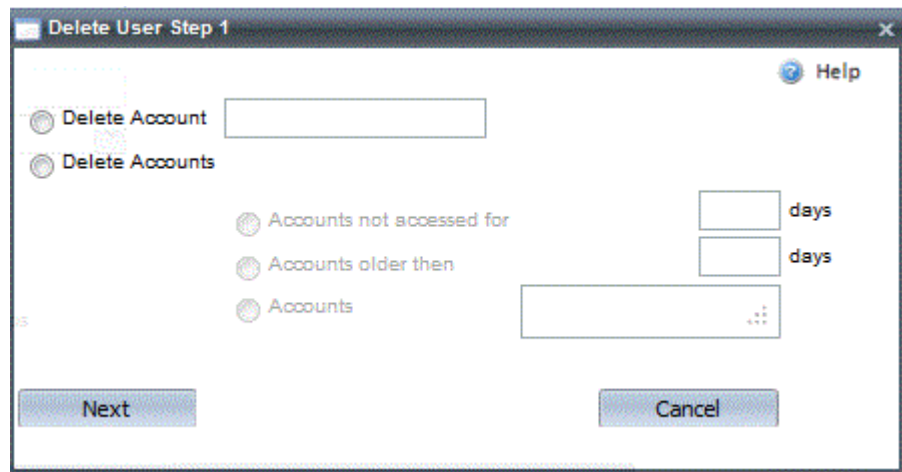 Delete User Step 1
Help
Delete Account
Delete Accounts
Accounts not accessed for days
Accounts older then days
Accounts
Next Cancel